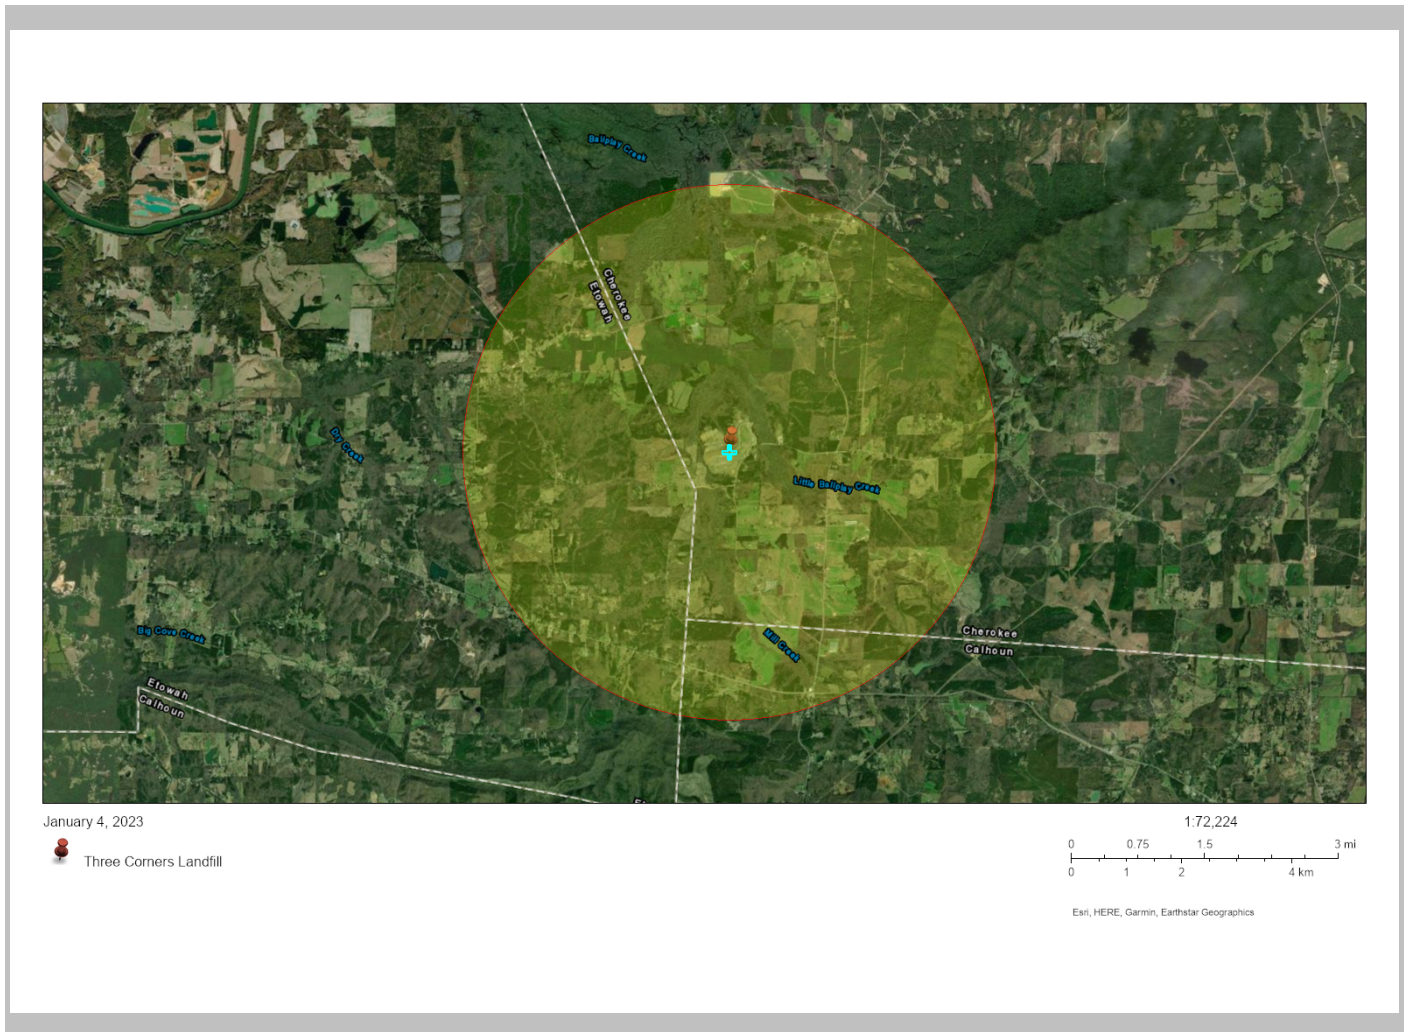 Ballplay Creek
Cherokee
Etowah
Dry Creek
Little Ballplay Creek
Big Cove Creek
Mill Creek
Cherokee
Calhoun
Etowah
Calhoun
January 4, 2023
1:72,224
Three Corners Landfill
0 0.75 1.5 3 mi
0 1 2 4 km
Esri, HERE, Garmin, Earthstar Geographics